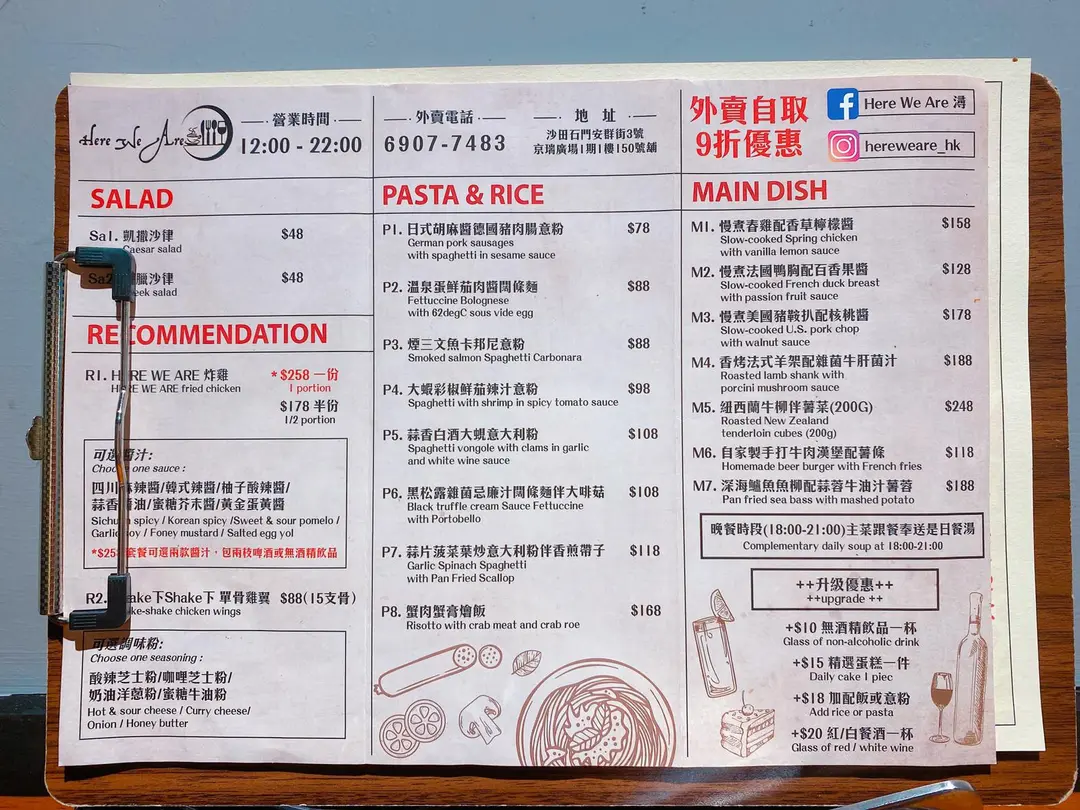 Here We Are
營業時間
12:00 - 22:00
外賣電話
6907-7483
地 址
沙田石門安群街3號
京瑞廣場1期1樓150號舖
外賣自取
9折優惠
Here We Are 潯
hereweare_hk
SALAD
Sa1. 凱撒沙律 $48
Caesar salad
Sa2 臘沙律 $48
eek salad
RECOMMENDATION
R1. HERE WE ARE 炸雞 *$258 一份
HERE WE ARE fried chicken 1 portion
$178 半份
1/2 portion
可選醬汁:
Choose one sauce :
四川麻辣醬/韓式辣醬/柚子酸辣醬/
蒜香醬油/蜜糖芥末醬/黃金蛋黃醬
Sichuan spicy / Korean spicy /Sweet & sour pomelo /
Garlic soy / Foney mustard / Salted egg yol
*$258套餐可選兩款醬汁，包兩枝啤酒或無酒精飲品
R2. Shake下Shake下 單骨雞翼 $88(15支骨)
ke-shake chicken wings
可選調味粉:
Choose one seasoning :
酸辣芝士粉/咖哩芝士粉/
奶油洋蔥粉/蜜糖牛油粉
Hot & sour cheese / Curry cheese/
Onion / Honey butter
PASTA & RICE
P1. 日式胡麻醬德國豬肉腸意粉 $78
German pork sausages
with spaghetti in sesame sauce
P2. 溫泉蛋鮮茄肉醬闊條麵 $88
Fettucine Bolognese
with 62degC sous vide egg
P3. 煙三文魚卡邦尼意粉 $88
Smoked salmon Spaghetti Carbonara
P4. 大蝦彩椒鮮茄辣汁意粉 $98
Spaghetti with shrimp in spicy tomato sauce
P5. 蒜香白酒大蜆意大利粉 $108
Spaghetti vongole with clams in garlic
and white wine sauce
P6. 黑松露雜菌忌廉汁闊條麵伴大啡菇 $108
Black truffle cream Sauce Fettuccine
with Portobello
P7. 蒜片菠菜葉炒意大利粉伴香煎帶子 $118
Garlic Spinach Spaghetti
with Pan Fried Scallop
P8. 蟹肉蟹膏燴飯 $168
Risotto with crab meat and crab roe
MAIN DISH
M1. 慢煮春雞配香草檸檬醬 $158
Slow-cooked Spring chicken
with vanilla lemon sauce
M2. 慢煮法國鴨胸配百香果醬 $128
Slow-cooked French duck breast
with passion fruit sauce
M3. 慢煮美國豬鞍扒配核桃醬 $178
Slow-cooked U.S. pork chop
with walnut sauce
M4. 香烤法式羊架配雜菌牛肝菌汁 $188
Roasted lamb shank with
porcini mushroom sauce
M5. 紐西蘭牛柳伴薯菜(200G) $248
Roasted New Zealand
tenderloin cubes (200g)
M6. 自家製手打牛肉漢堡配薯條 $118
Homemade beer burger with French fries
M7. 深海鱸魚魚柳配蒜蓉牛油汁薯蓉 $188
Pan fried sea bass with mashed potato
晚餐時段(18:00-21:00)主菜跟餐奉送是日餐湯
Complementary daily soup at 18:00-21:00
++升級優惠++
++upgrade ++
+$10 無酒精飲品一杯
Glass of non-alcoholic drink
+$15 精選蛋糕一件
Daily cake 1 piec
+$18 加配飯或意粉
Add rice or pasta
+$20 紅/白餐酒一杯
Glass of red / white wine